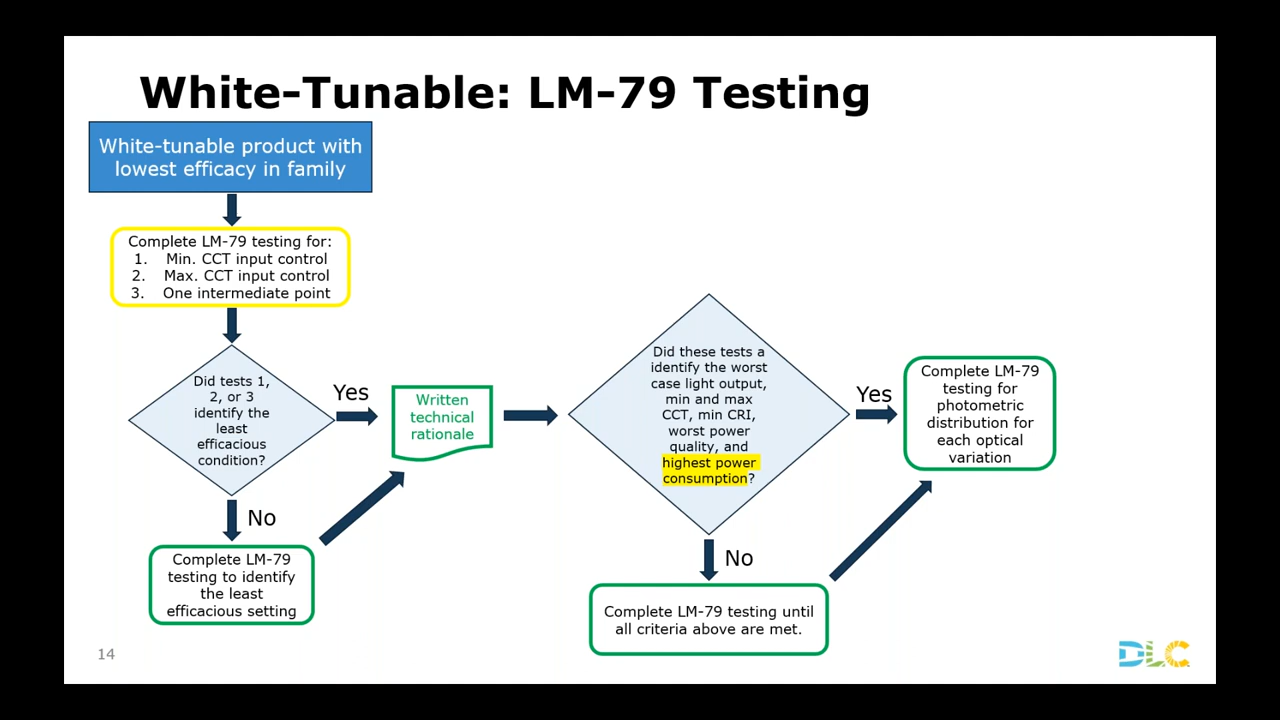 White-Tunable: LM-79 Testing
White-tunable product with
lowest efficacy in family
Complete LM-79 testing for:
1. Min. CCT input control
2. Max. CCT input control
3. One intermediate point
Did tests 1,
2, or 3
identify the
least
efficacious
condition?
Yes
Written
technical
rationale
No
Complete LM-79
testing to identify
the least
efficacious setting
Did these tests a
identify the worst
case light output,
min and max
CCT, min CRI,
worst power
quality, and
highest power
consumption?
Yes
Complete LM-79
testing for
photometric
distribution for
each optical
variation
No
Complete LM-79 testing until
all criteria above are met.
14
DLC